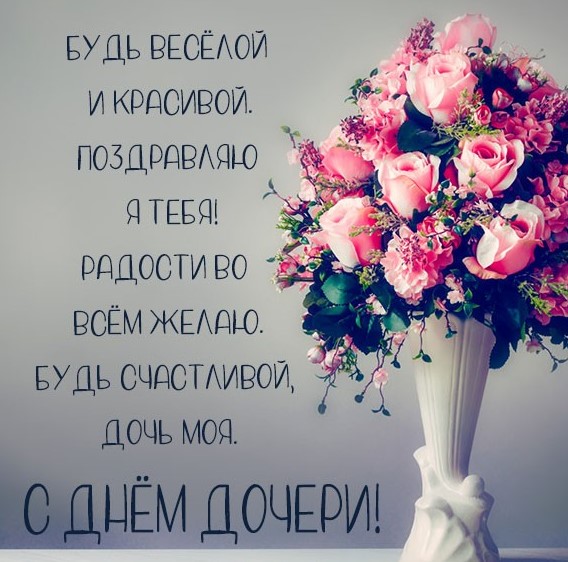 БУДЬ ВЕСЁЛОЙ
И КРАСИВОЙ.
ПОЗДРАВЛЯЮ
Я ТЕБЯ!
РАДОСТИ ВО
ВСЁМ ЖЕЛАЮ.
БУДЬ СЧАСТЛИВОЙ,
ДОЧЬ МОЯ.
С ДНЁМ ДОЧЕРИ!